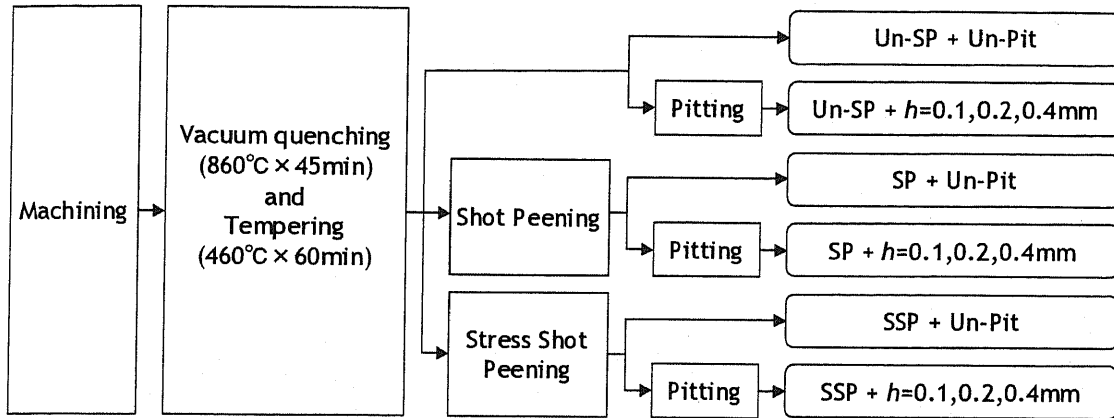 Machining
Vacuum quenching
(860℃×45min)
and
Tempering
(460℃×60min)
Un-SP + Un-Pit
Pitting
Un-SP + h=0.1,0.2,0.4mm
Shot Peening
SP + Un-Pit
Pitting
SP + h=0.1,0.2,0.4mm
Stress Shot
Peening
SSP + Un-Pit
Pitting
SSP + h=0.1,0.2,0.4mm